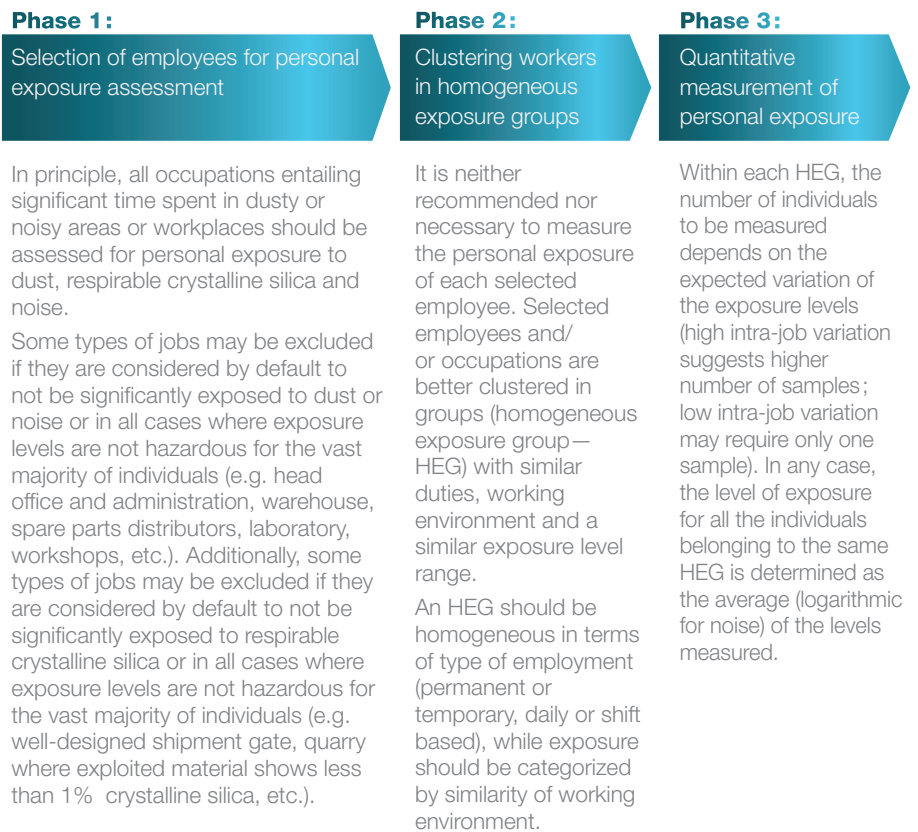 Phase 1:
Selection of employees for personal
exposure assessment
In principle, all occupations entailing
significant time spent in dusty or
noisy areas or workplaces should be
assessed for personal exposure to
dust, respirable crystalline silica and
noise.
Some types of jobs may be excluded
if they are considered by default to
not be significantly exposed to dust or
noise or in all cases where exposure
levels are not hazardous for the vast
majority of individuals (e.g. head
office and administration, warehouse,
spare parts distributors, laboratory,
workshops, etc.). Additionally, some
types of jobs may be excluded if they
are considered by default to not be
significantly exposed to respirable
crystalline silica or in all cases where
exposure levels are not hazardous for
the vast majority of individuals (e.g.
well-designed shipment gate, quarry
where exploited material shows less
than 1% crystalline silica, etc.).
Phase 2:
Clustering workers
in homogeneous
exposure groups
It is neither
recommended nor
necessary to measure
the personal exposure
of each selected
employee. Selected
employees and/
or occupations are
better clustered in
groups (homogeneous
exposure group—
HEG) with similar
duties, working
environment and a
similar exposure level
range.
An HEG should be
homogeneous in terms
of type of employment
(permanent or
temporary, daily or shift
based), while exposure
should be categorized
by similarity of working
environment.
Phase 3:
Quantitative
measurement of
personal exposure
Within each HEG, the
number of individuals
to be measured
depends on the
expected variation of
the exposure levels
(high intra-job variation
suggests higher
number of samples;
low intra-job variation
may require only one
sample). In any case,
the level of exposure
for all the individuals
belonging to the same
HEG is determined as
the average (logarithmic
for noise) of the levels
measured.